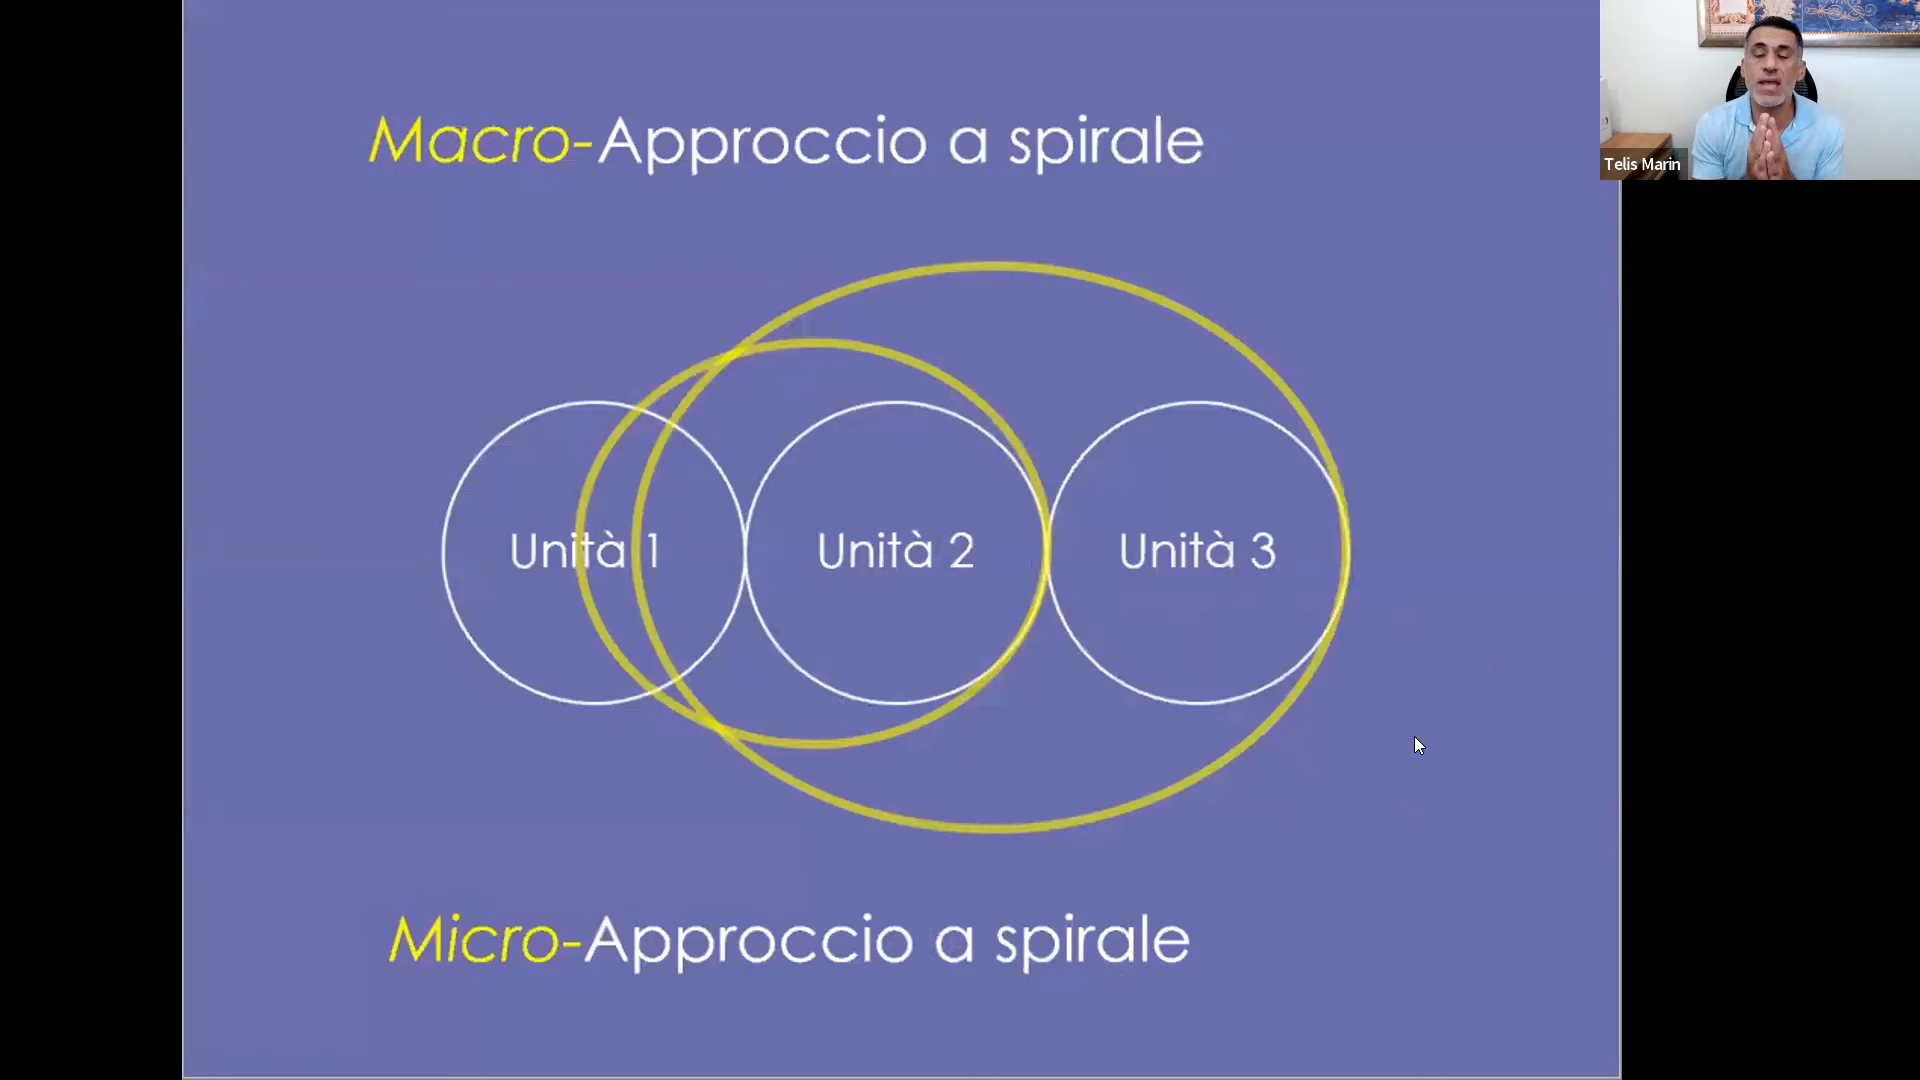 Macro-Approccio a spirale
Telis Marin
Unità 1
Unità 2
Unità 3
Micro-Approccio a spirale